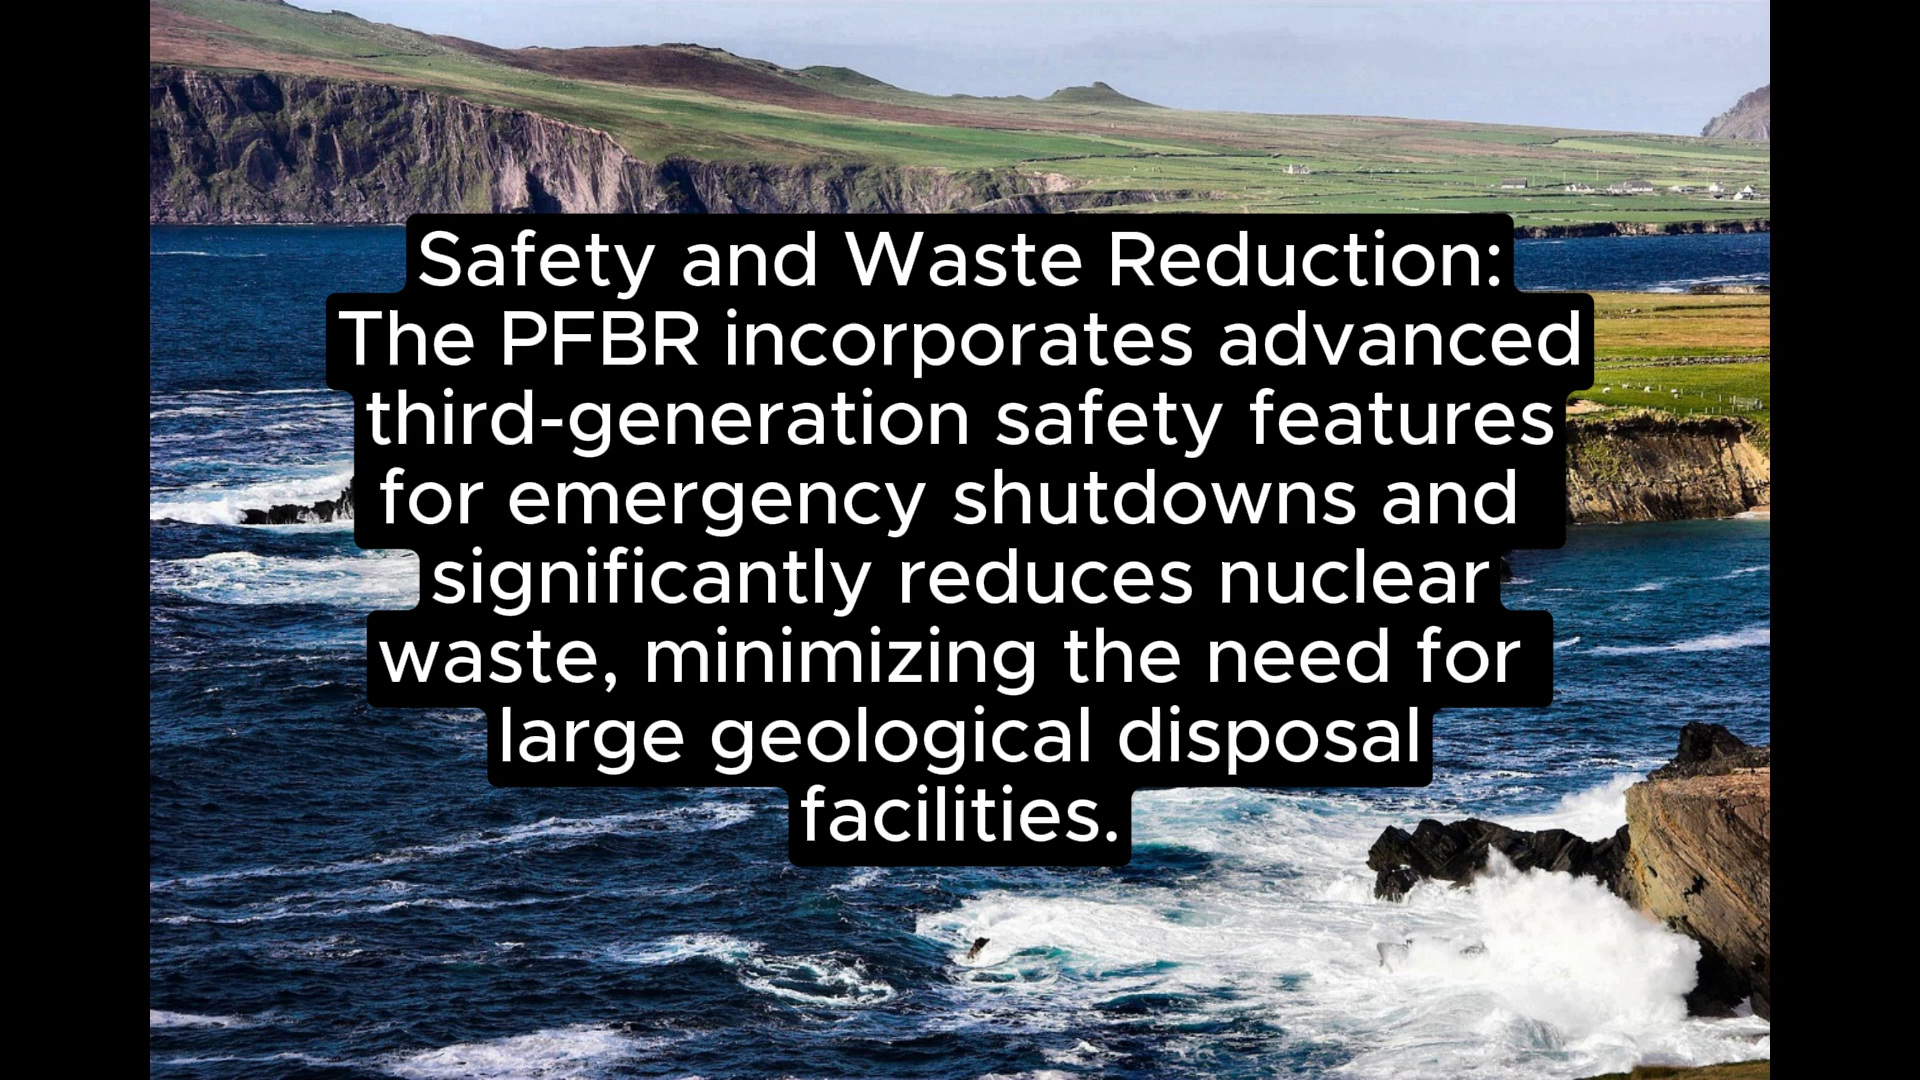 Safety and Waste Reduction:
The PFBR incorporates advanced
third-generation safety features
for emergency shutdowns and
significantly reduces nuclear
waste, minimizing the need for
large geological disposal
facilities.